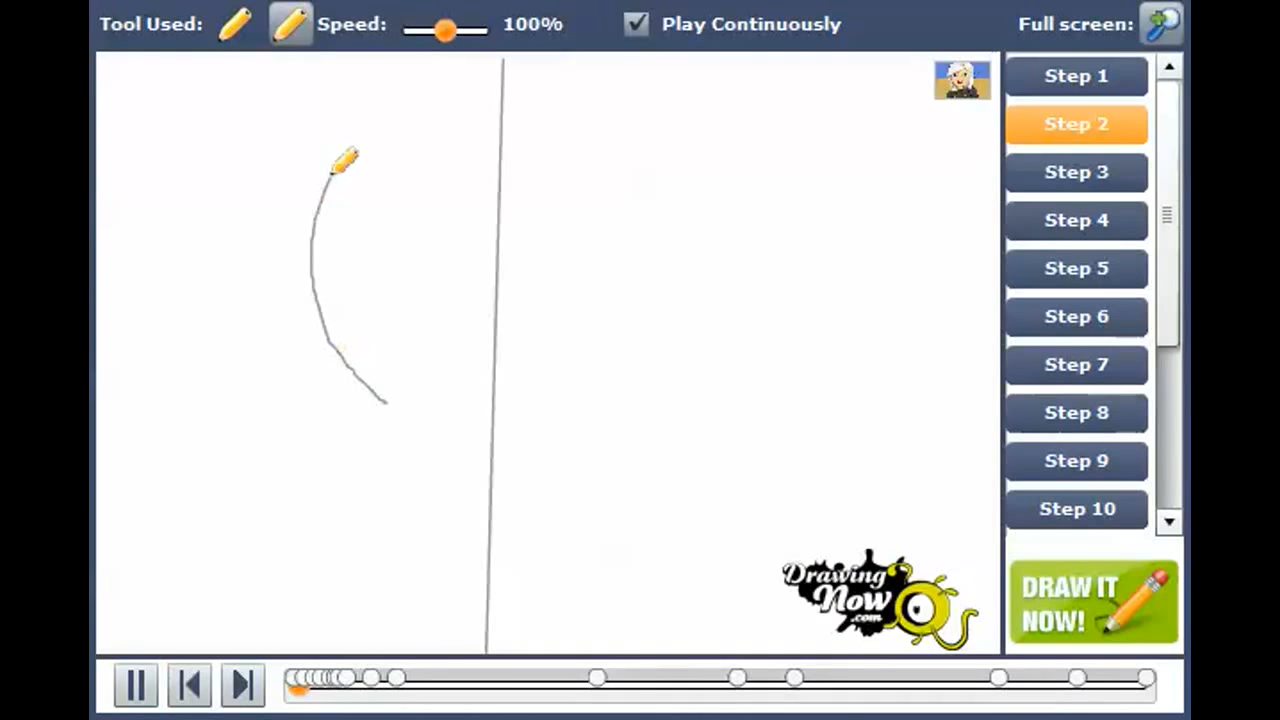 Tool Used: Speed: 100% Play Continuously Full screen:
Step 1
Step 2
Step 3
Step 4
Step 5
Step 6
Step 7
Step 8
Step 9
Step 10
Drawing
Now
.com
DRAW IT
NOW!